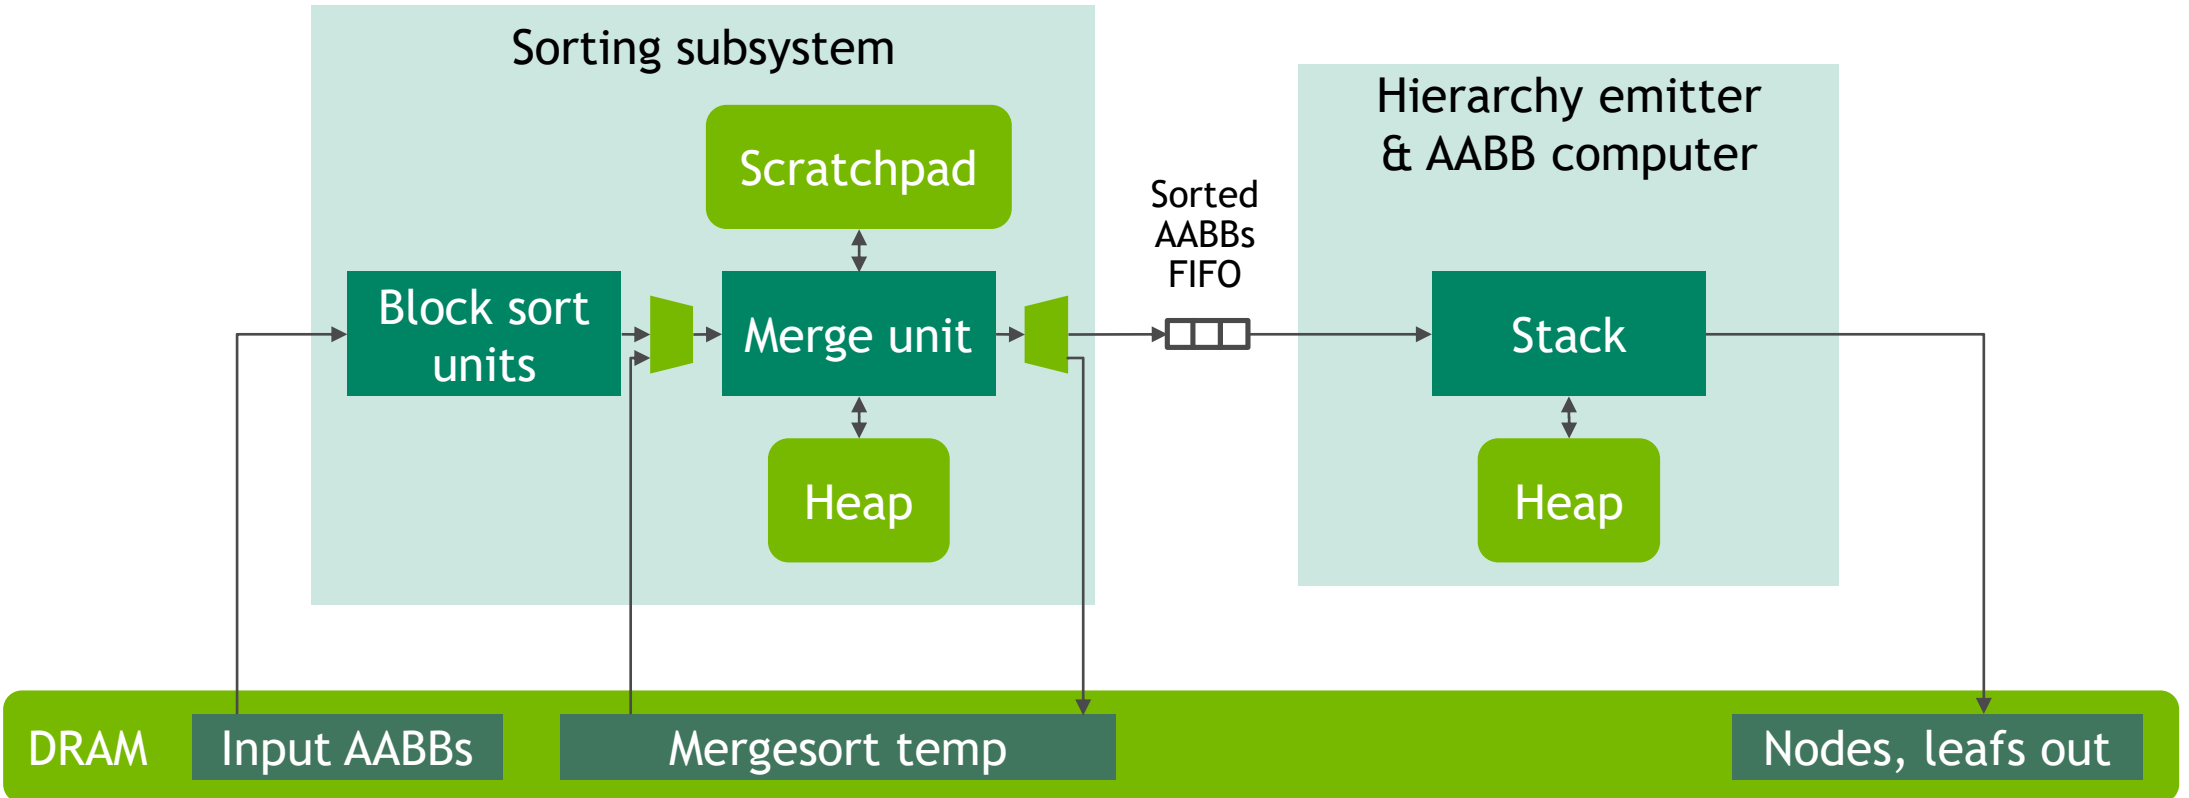 Sorting subsystem
Scratchpad
Block sort
units
Merge unit
Heap
Sorted
AABBs
FIFO
Hierarchy emitter
& AABB computer
Stack
Heap
DRAM
Input AABBs
Mergesort temp
Nodes, leafs out